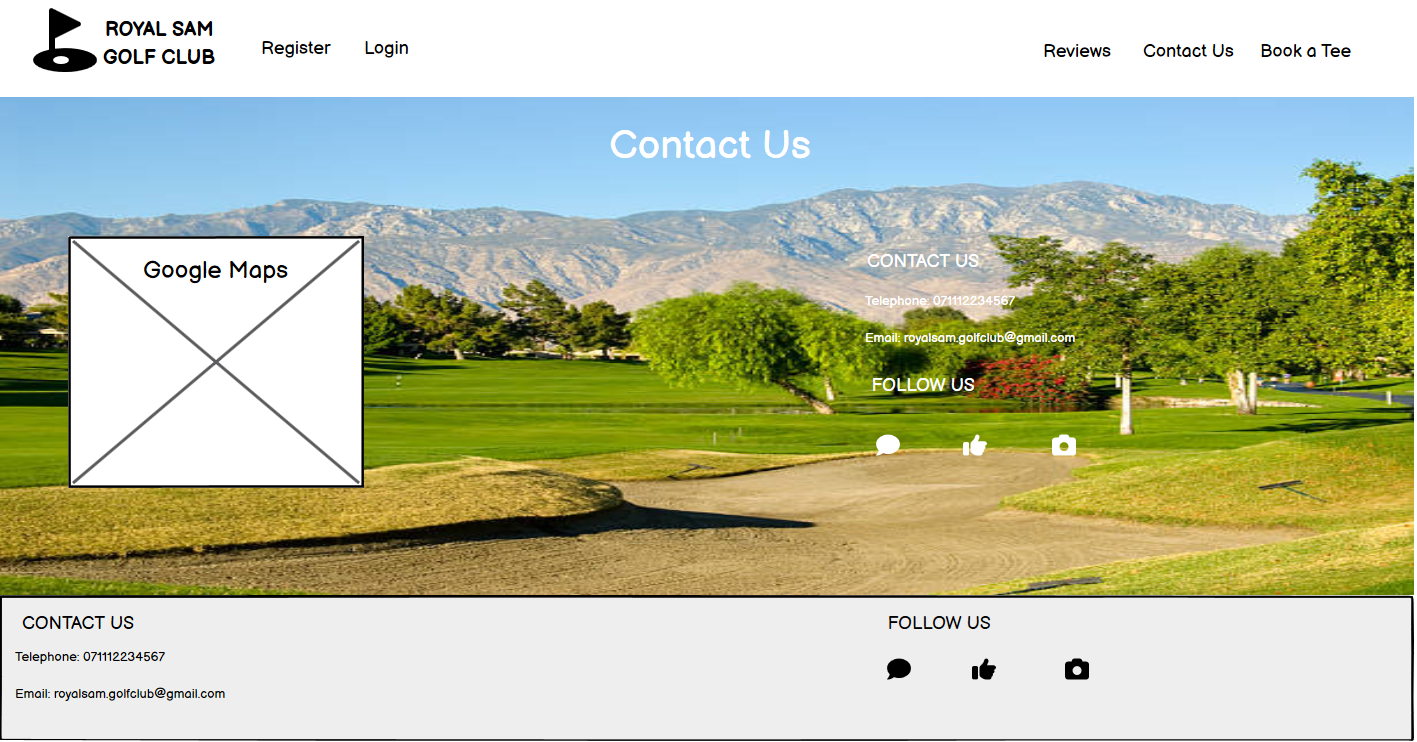 ROYAL SAM
GOLF CLUB
Register
Login
Reviews
Contact Us
Book a Tee
Contact Us
Google Maps
CONTACT US
Telephone: 071112234567
Email: royalsam.golfclub@gmail.com
FOLLOW US
CONTACT US
Telephone: 071112234567
Email: royalsam.golfclub@gmail.com
FOLLOW US